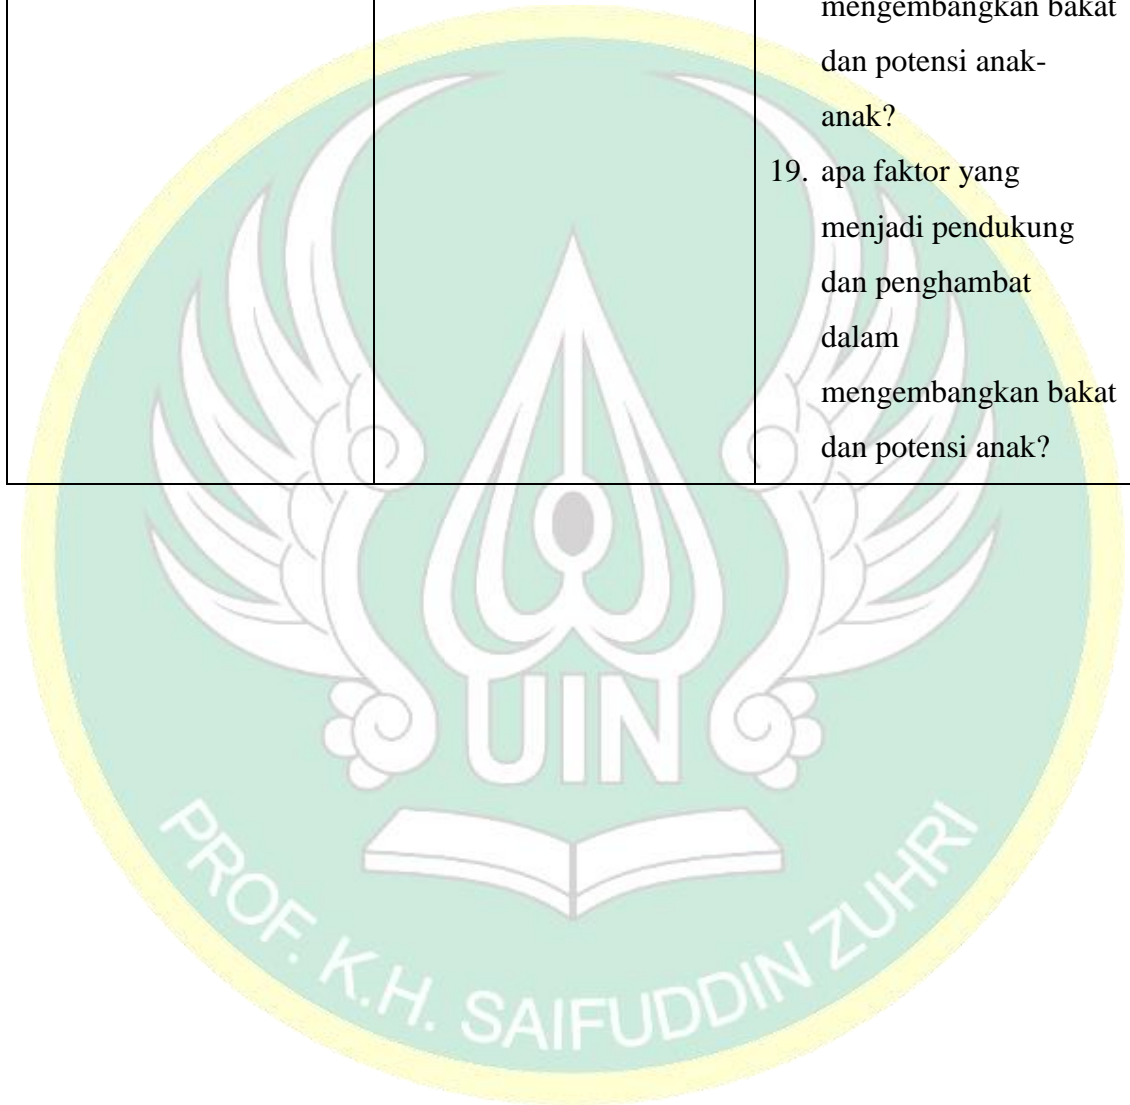 mengembangkan bakat
dan potensi anak-
anak?
19. apa faktor yang
menjadi pendukung
dan penghambat
dalam
mengembangkan bakat
dan potensi anak?
UIN
PROF. K.H. SAIFUDDIN ZUHRI